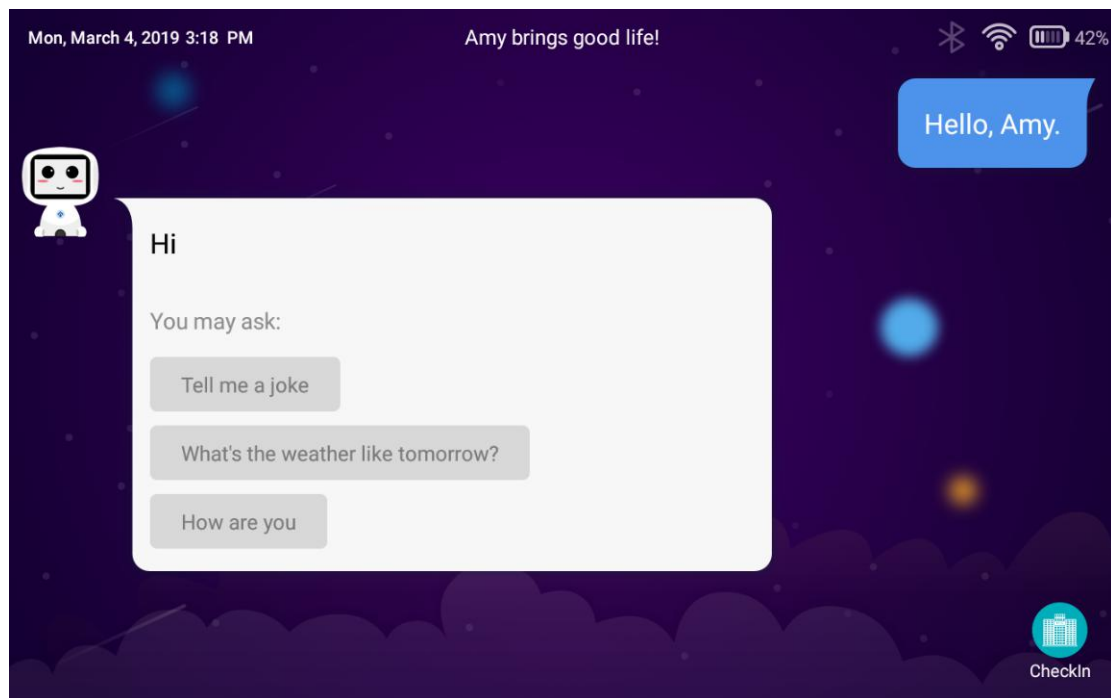 Mon, March 4, 2019 3:18 PM
Amy brings good life!
42%
Hello, Amy.
Hi
You may ask:
Tell me a joke
What's the weather like tomorrow?
How are you
CheckIn